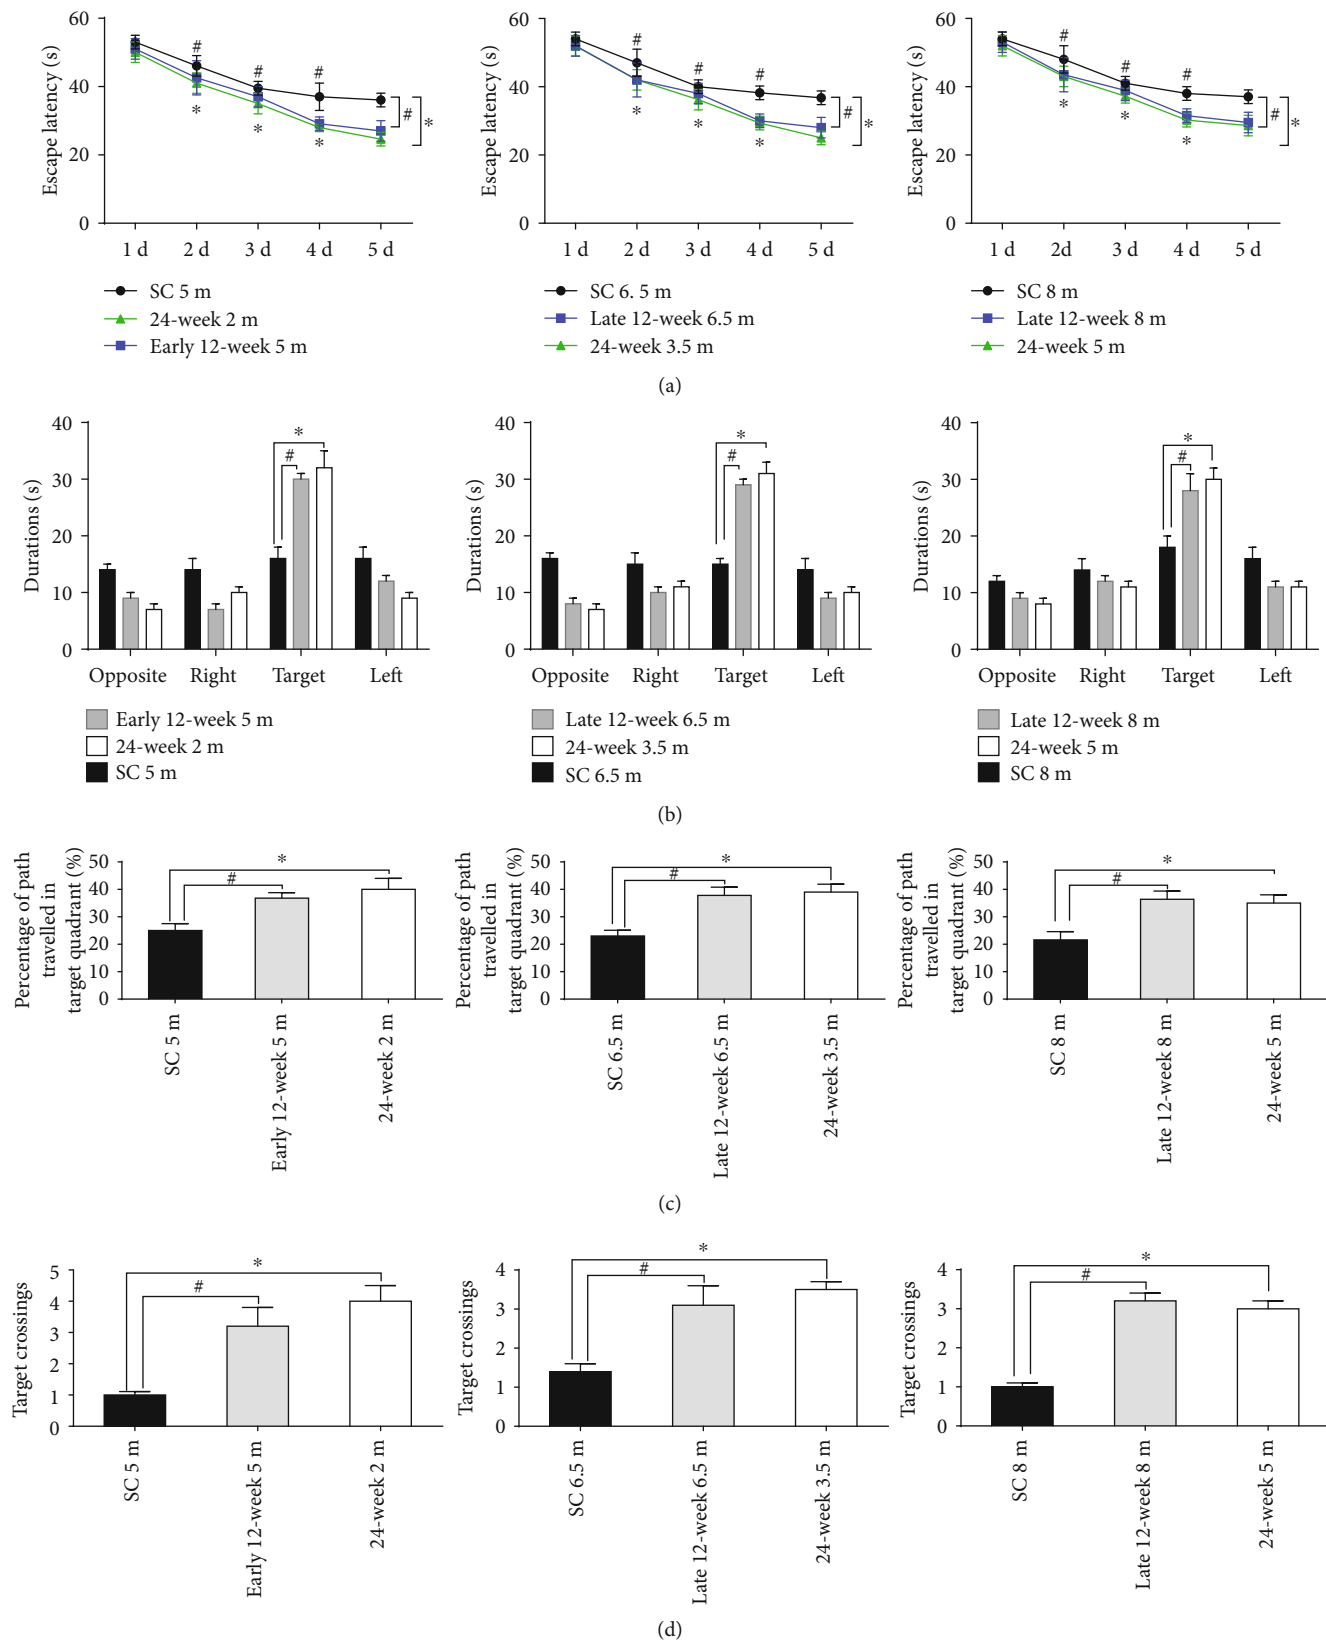 Escape latency (s)
60
40
20
0
#
#
#
*
*
*
#
*
1 d 2 d 3 d 4 d 5 d
SC 5 m
24-week 2 m
Early 12-week 5 m
60
40
20
0
#
#
#
*
*
*
#
*
1 d 2 d 3 d 4 d 5 d
SC 6. 5 m
Late 12-week 6.5 m
24-week 3.5 m
Escape latency (s)
60
40
20
0
#
#
#
*
*
*
#
*
1 d 2d 3 d 4 d 5 d
SC 8 m
Late 12-week 8 m
24-week 5 m
Escape latency (s)
(a)
Durations (s)
40
30
20
10
0
*
#
Opposite Right Target Left
Early 12-week 5 m
24-week 2 m
SC 5 m
Durations (s)
40
30
20
10
0
*
#
Opposite Right Target Left
Late 12-week 6.5 m
24-week 3.5 m
SC 6.5 m
Durations (s)
40
30
20
10
0
*
#
Opposite Right Target Left
Late 12-week 8 m
24-week 5 m
SC 8 m
(b)
Percentage of path
travelled in
target quadrant (%)
50
40
30
20
10
0
*
#
SC 5 m
Early 12-week 5 m
24-week 2 m
Percentage of path
travelled in
target quadrant (%)
50
40
30
20
10
0
*
#
SC 6.5 m
Late 12-week 6.5 m
24-week 3.5 m
Percentage of path
travelled in
target quadrant (%)
50
40
30
20
10
0
*
#
SC 8 m
Late 12-week 8 m
24-week 5 m
(c)
Target crossings
5
4
3
2
1
0
*
#
SC 5 m
Early 12-week 5 m
24-week 2 m
Target crossings
4
3
2
1
0
*
#
SC 6.5 m
Late 12-week 6.5 m
24-week 3.5 m
Target crossings
4
3
2
1
0
*
#
SC 8 m
Late 12-week 8 m
24-week 5 m
(d)